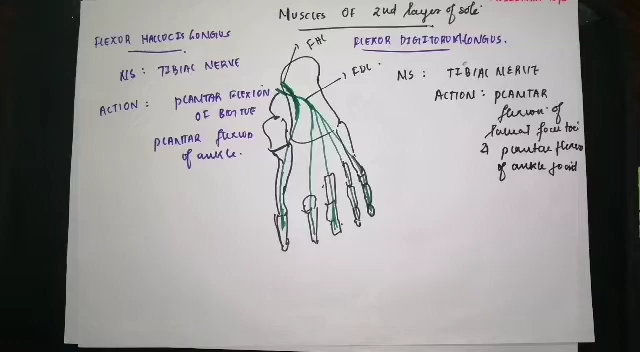 MUSCLES OF 2nd layer of sole
FLEXOR HALLOCIS LONGUS
NS: TIBIAL NERVE
ACTION: PLANTAR FLEXION
OF BIG TOE
PLANTAR flexion
of ankle.
FHL
FDL.
FLEXOR DIGITORUM LONGUS.
NS: TIBIAL NERVE
ACTION: PLANTAR
flexion of
lateral four toes
& plantar flexion
of ankle joint